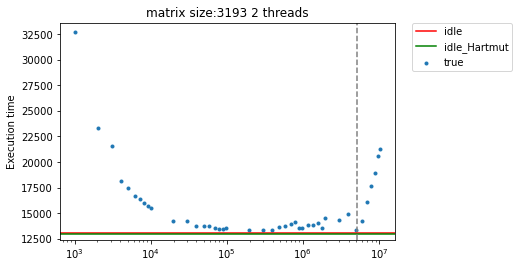 matrix size:3193 2 threads
idle
idle_Hartmut
true
Execution time
32500
30000
27500
25000
22500
20000
17500
15000
12500
10³ 10⁴ 10⁵ 10⁶ 10⁷